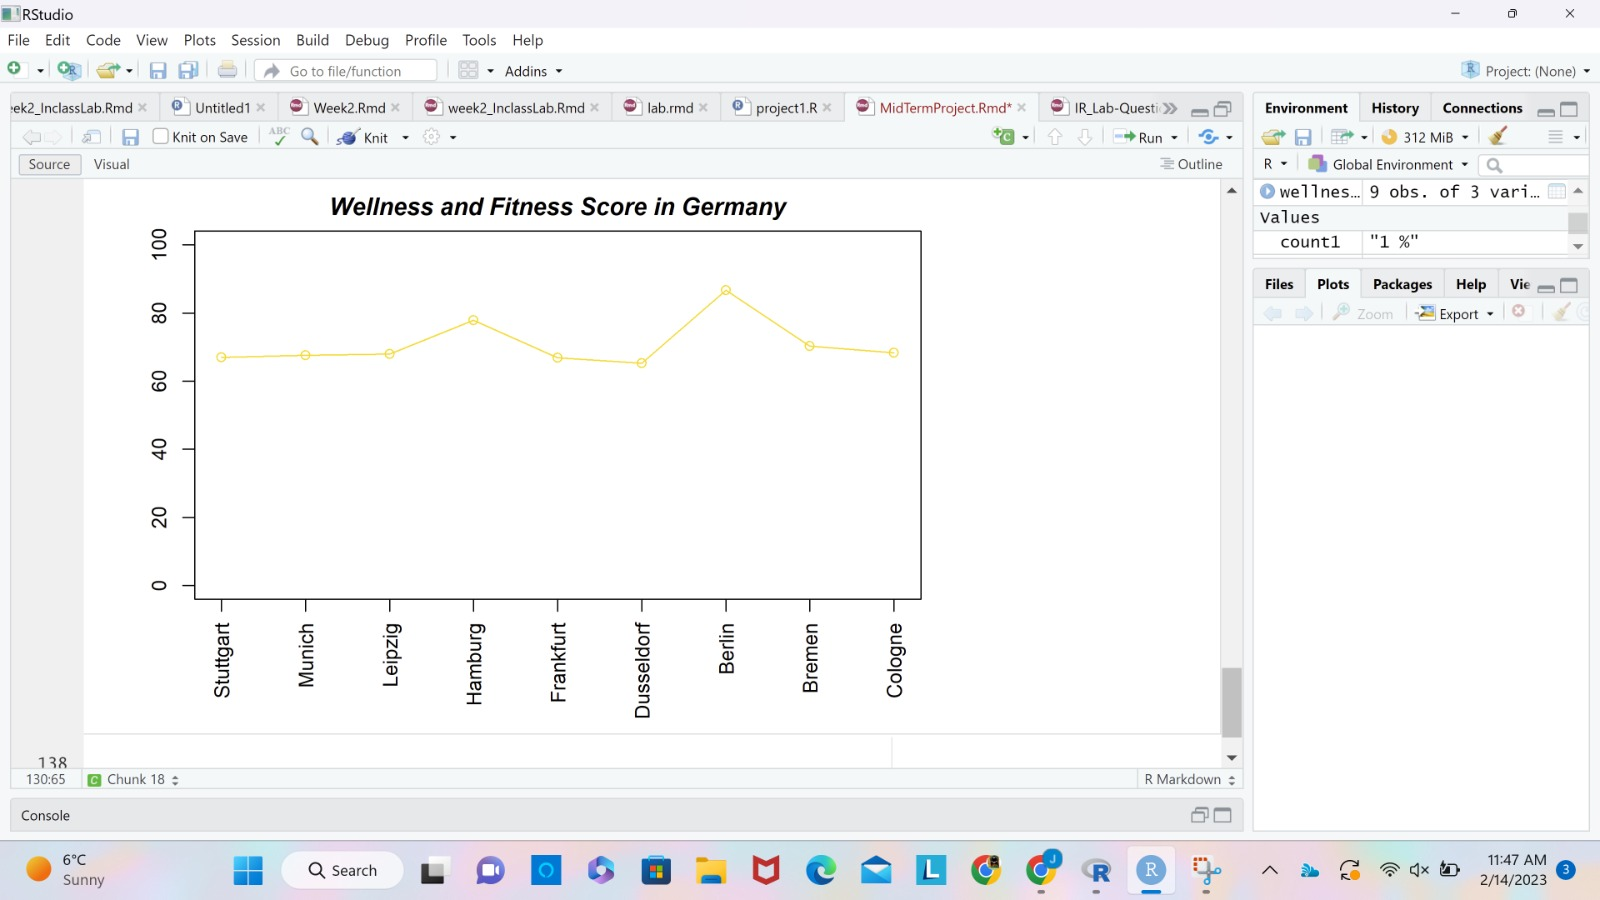 RStudio
File Edit Code View Plots Session Build Debug Profile Tools Help
Go to file/function Addins Project: (None)
eek2_InclassLab.Rmd Untitled1 Week2.Rmd week2_InclassLab.Rmd lab.rmd project1.R MidTermProject.Rmd* IR_Lab-Questi
Knit on Save ABC Knit Run
Source Visual Outline
Wellness and Fitness Score in Germany
100
80
60
40
20
0
Stuttgart
Munich
Leipzig
Hamburg
Frankfurt
Dusseldorf
Berlin
Bremen
Cologne
138
130:65 C Chunk 18 R Markdown
Console
Environment History Connections
312 MiB
R Global Environment
wellnes... 9 obs. of 3 vari...
Values
count1 "1 %"
Files Plots Packages Help Vie
Zoom Export
6°C
Sunny
Search
L
J
R
R
11:47 AM
2/14/2023
3